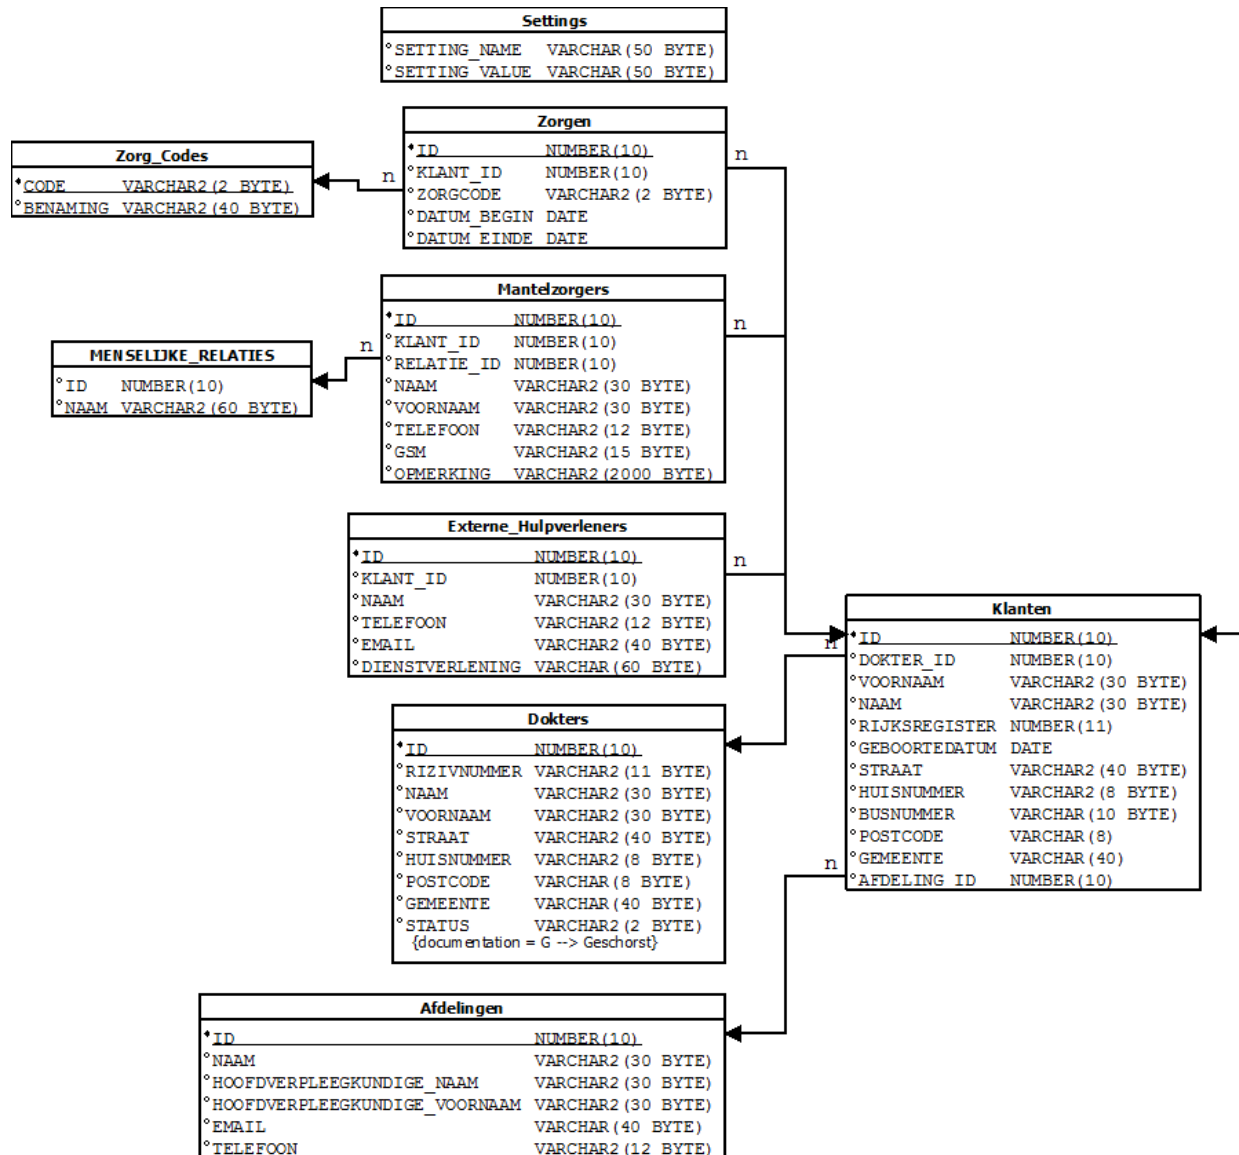 Settings
SETTING_NAME VARCHAR(50 BYTE)
SETTING_VALUE VARCHAR(50 BYTE)
Zorgen
ID NUMBER(10)
KLANT_ID NUMBER(10)
ZORGCODE VARCHAR2(2 BYTE)
DATUM_BEGIN DATE
DATUM_EINDE DATE
n
n
Zorg_Codes
CODE VARCHAR2(2 BYTE)
BENAMING VARCHAR2(40 BYTE)
Mantelzorgers
ID NUMBER(10)
KLANT_ID NUMBER(10)
RELATIE_ID NUMBER(10)
NAAM VARCHAR2(30 BYTE)
VOORNAAM VARCHAR2(30 BYTE)
TELEFOON VARCHAR2(12 BYTE)
GSM VARCHAR2(15 BYTE)
OPMERKING VARCHAR2(2000 BYTE)
n
n
MENSELIJKE_RELATIES
ID NUMBER(10)
NAAM VARCHAR2(60 BYTE)
Externe_Hulpverleners
ID NUMBER(10)
KLANT_ID NUMBER(10)
NAAM VARCHAR2(30 BYTE)
TELEFOON VARCHAR2(12 BYTE)
EMAIL VARCHAR2(40 BYTE)
DIENSTVERLENING VARCHAR(60 BYTE)
n
Klanten
ID NUMBER(10)
DOKTER_ID NUMBER(10)
VOORNAAM VARCHAR2(30 BYTE)
NAAM VARCHAR2(30 BYTE)
RIJKSREGISTER NUMBER(11)
GEBOORTEDATUM DATE
STRAAT VARCHAR2(40 BYTE)
HUISNUMMER VARCHAR2(8 BYTE)
BUSNUMMER VARCHAR(10 BYTE)
POSTCODE VARCHAR(8)
GEMEENTE VARCHAR(40)
AFDELING_ID NUMBER(10)
n
n
Dokters
ID NUMBER(10)
RIZIVNUMMER VARCHAR2(11 BYTE)
NAAM VARCHAR2(30 BYTE)
VOORNAAM VARCHAR2(30 BYTE)
STRAAT VARCHAR2(40 BYTE)
HUISNUMMER VARCHAR2(8 BYTE)
POSTCODE VARCHAR(8 BYTE)
GEMEENTE VARCHAR(40 BYTE)
STATUS VARCHAR2(2 BYTE)
{documentation = G --> Geschorst}
Afdelingen
ID NUMBER(10)
NAAM VARCHAR2(30 BYTE)
HOOFDVERPLEEGKUNDIGE_NAAM VARCHAR2(30 BYTE)
HOOFDVERPLEEGKUNDIGE_VOORNAAM VARCHAR2(30 BYTE)
EMAIL VARCHAR(40 BYTE)
TELEFOON VARCHAR2(12 BYTE)